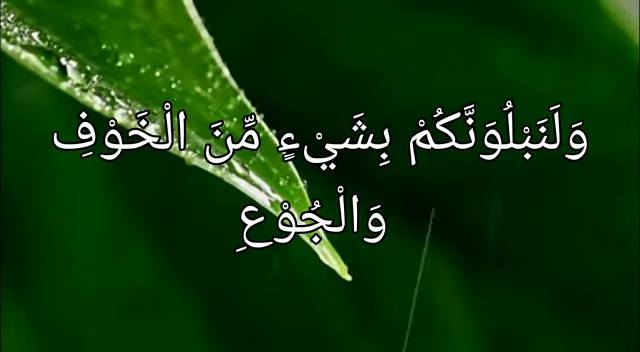 وَلَنَبْلُوَنَّكُمْ بِشَيْءٍ مِّنَ الْخَوْفِ
وَالْجُوْعِ